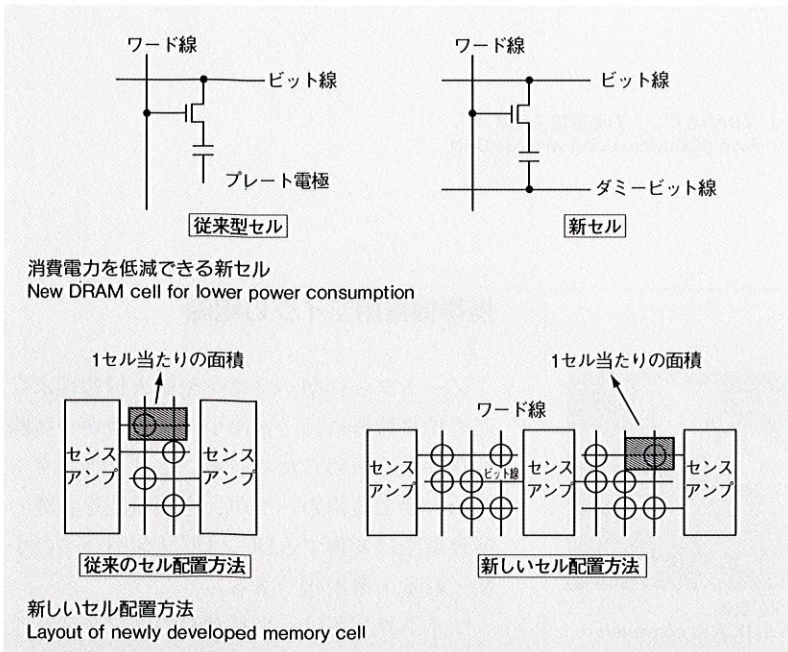 ワード線
ビット線
プレート電極
従来型セル
ワード線
ビット線
ダミービット線
新セル
消費電力を低減できる新セル
New DRAM cell for lower power consumption
1セル当たりの面積
センス
アンプ
センス
アンプ
従来のセル配置方法
1セル当たりの面積
ワード線
センス
アンプ
ビット線
センス
アンプ
センス
アンプ
新しいセル配置方法
新しいセル配置方法
Layout of newly developed memory cell